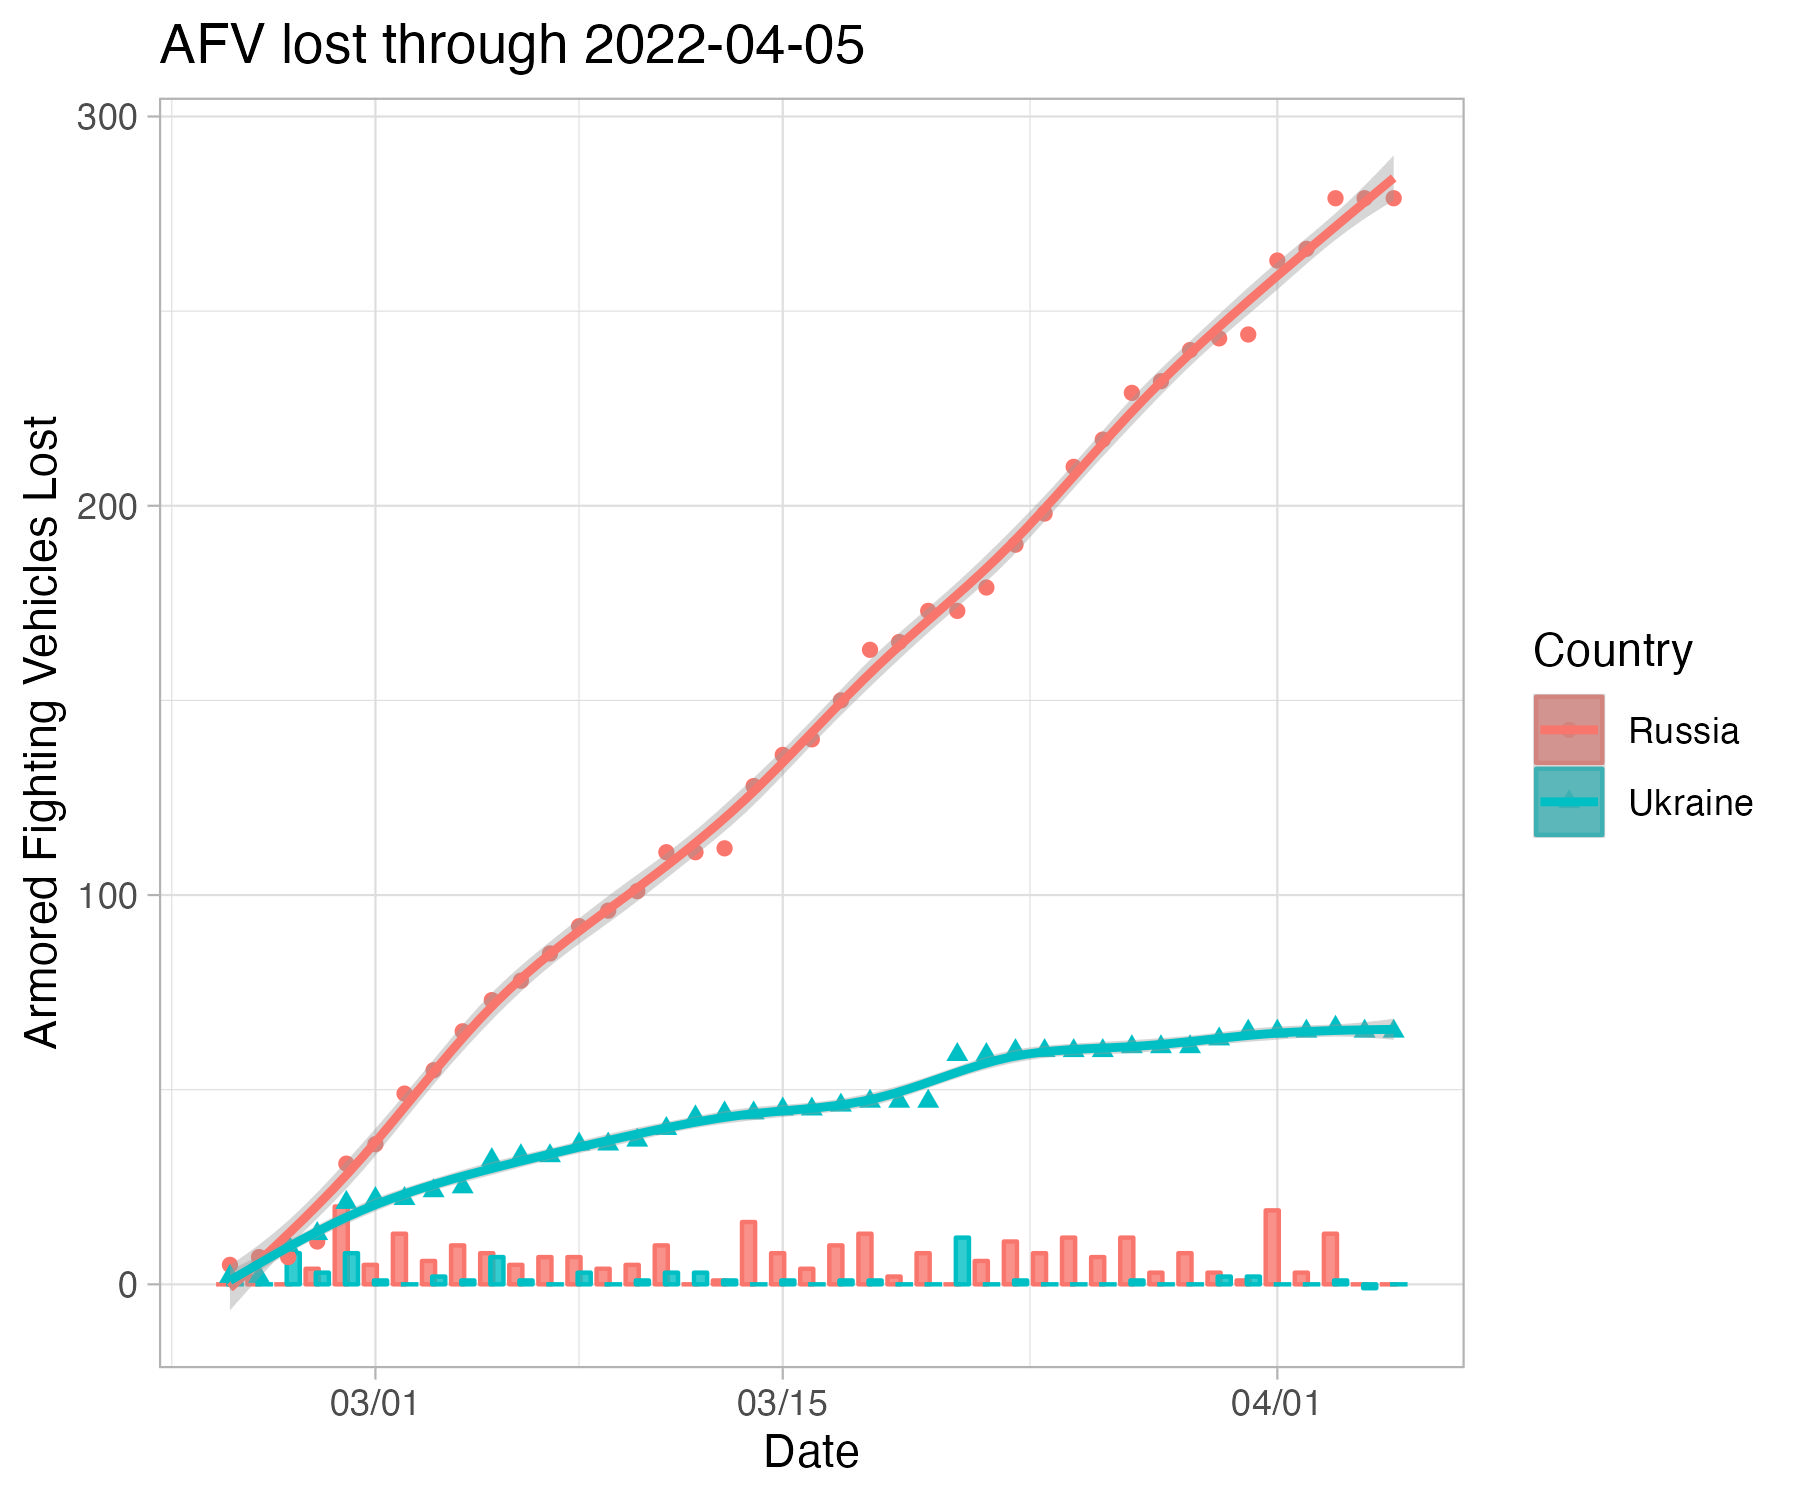 AFV lost through 2022-04-05
300
200
100
0
Armored Fighting Vehicles Lost
03/01
03/15
04/01
Date
Country
Russia
Ukraine